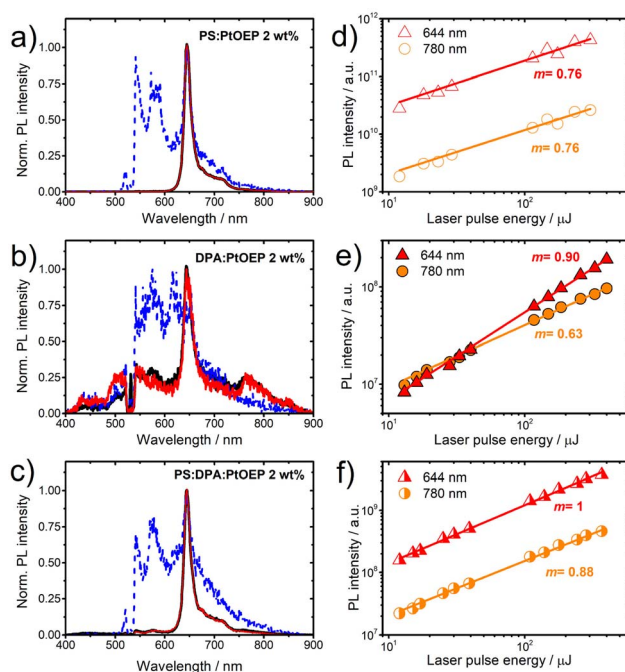 a)
PS:PtOEP 2 wt%
Norm. PL intensity
1.00
0.75
0.50
0.25
0.00
400 500 600 700 800 900
Wavelength / nm
d)
644 nm
780 nm
m= 0.76
m= 0.76
PL intensity / a.u.
10¹²
10¹¹
10¹⁰
10⁹
10¹ 10²
Laser pulse energy / μJ
b)
DPA:PtOEP 2 wt%
Norm. PL intensity
1.00
0.75
0.50
0.25
0.00
400 500 600 700 800 900
Wavelength / nm
e)
644 nm
780 nm
m= 0.90
m= 0.63
PL intensity / a.u.
10⁸
10⁷
10¹ 10²
Laser pulse energy / μJ
c)
PS:DPA:PtOEP 2 wt%
Norm. PL intensity
1.00
0.75
0.50
0.25
0.00
400 500 600 700 800 900
Wavelength / nm
f)
644 nm
780 nm
m= 1
m= 0.88
PL intensity / a.u.
10⁹
10⁸
10⁷
10¹ 10²
Laser pulse energy / μJ